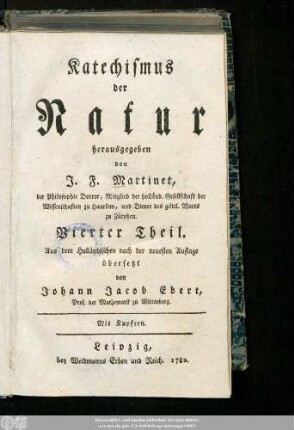 Katechismus
der
Natur
herausgegeben
von
J. F. Martinet,
der Philosophie Doctor, Mitglied der holländ. Gesellschaft der
Wissenschaften zu Haarlem, und Diener des göttl. Worts
zu Zütphen.
Vierter Theil.
Aus dem Holländischen nach der neuesten Auflage
übersetzt
von
Johann Jacob Ebert,
Prof. der Mathematik zu Wittenberg.
Mit Kupfern.
Leipzig,
bey Weidmanns Erben und Reich. 1782.